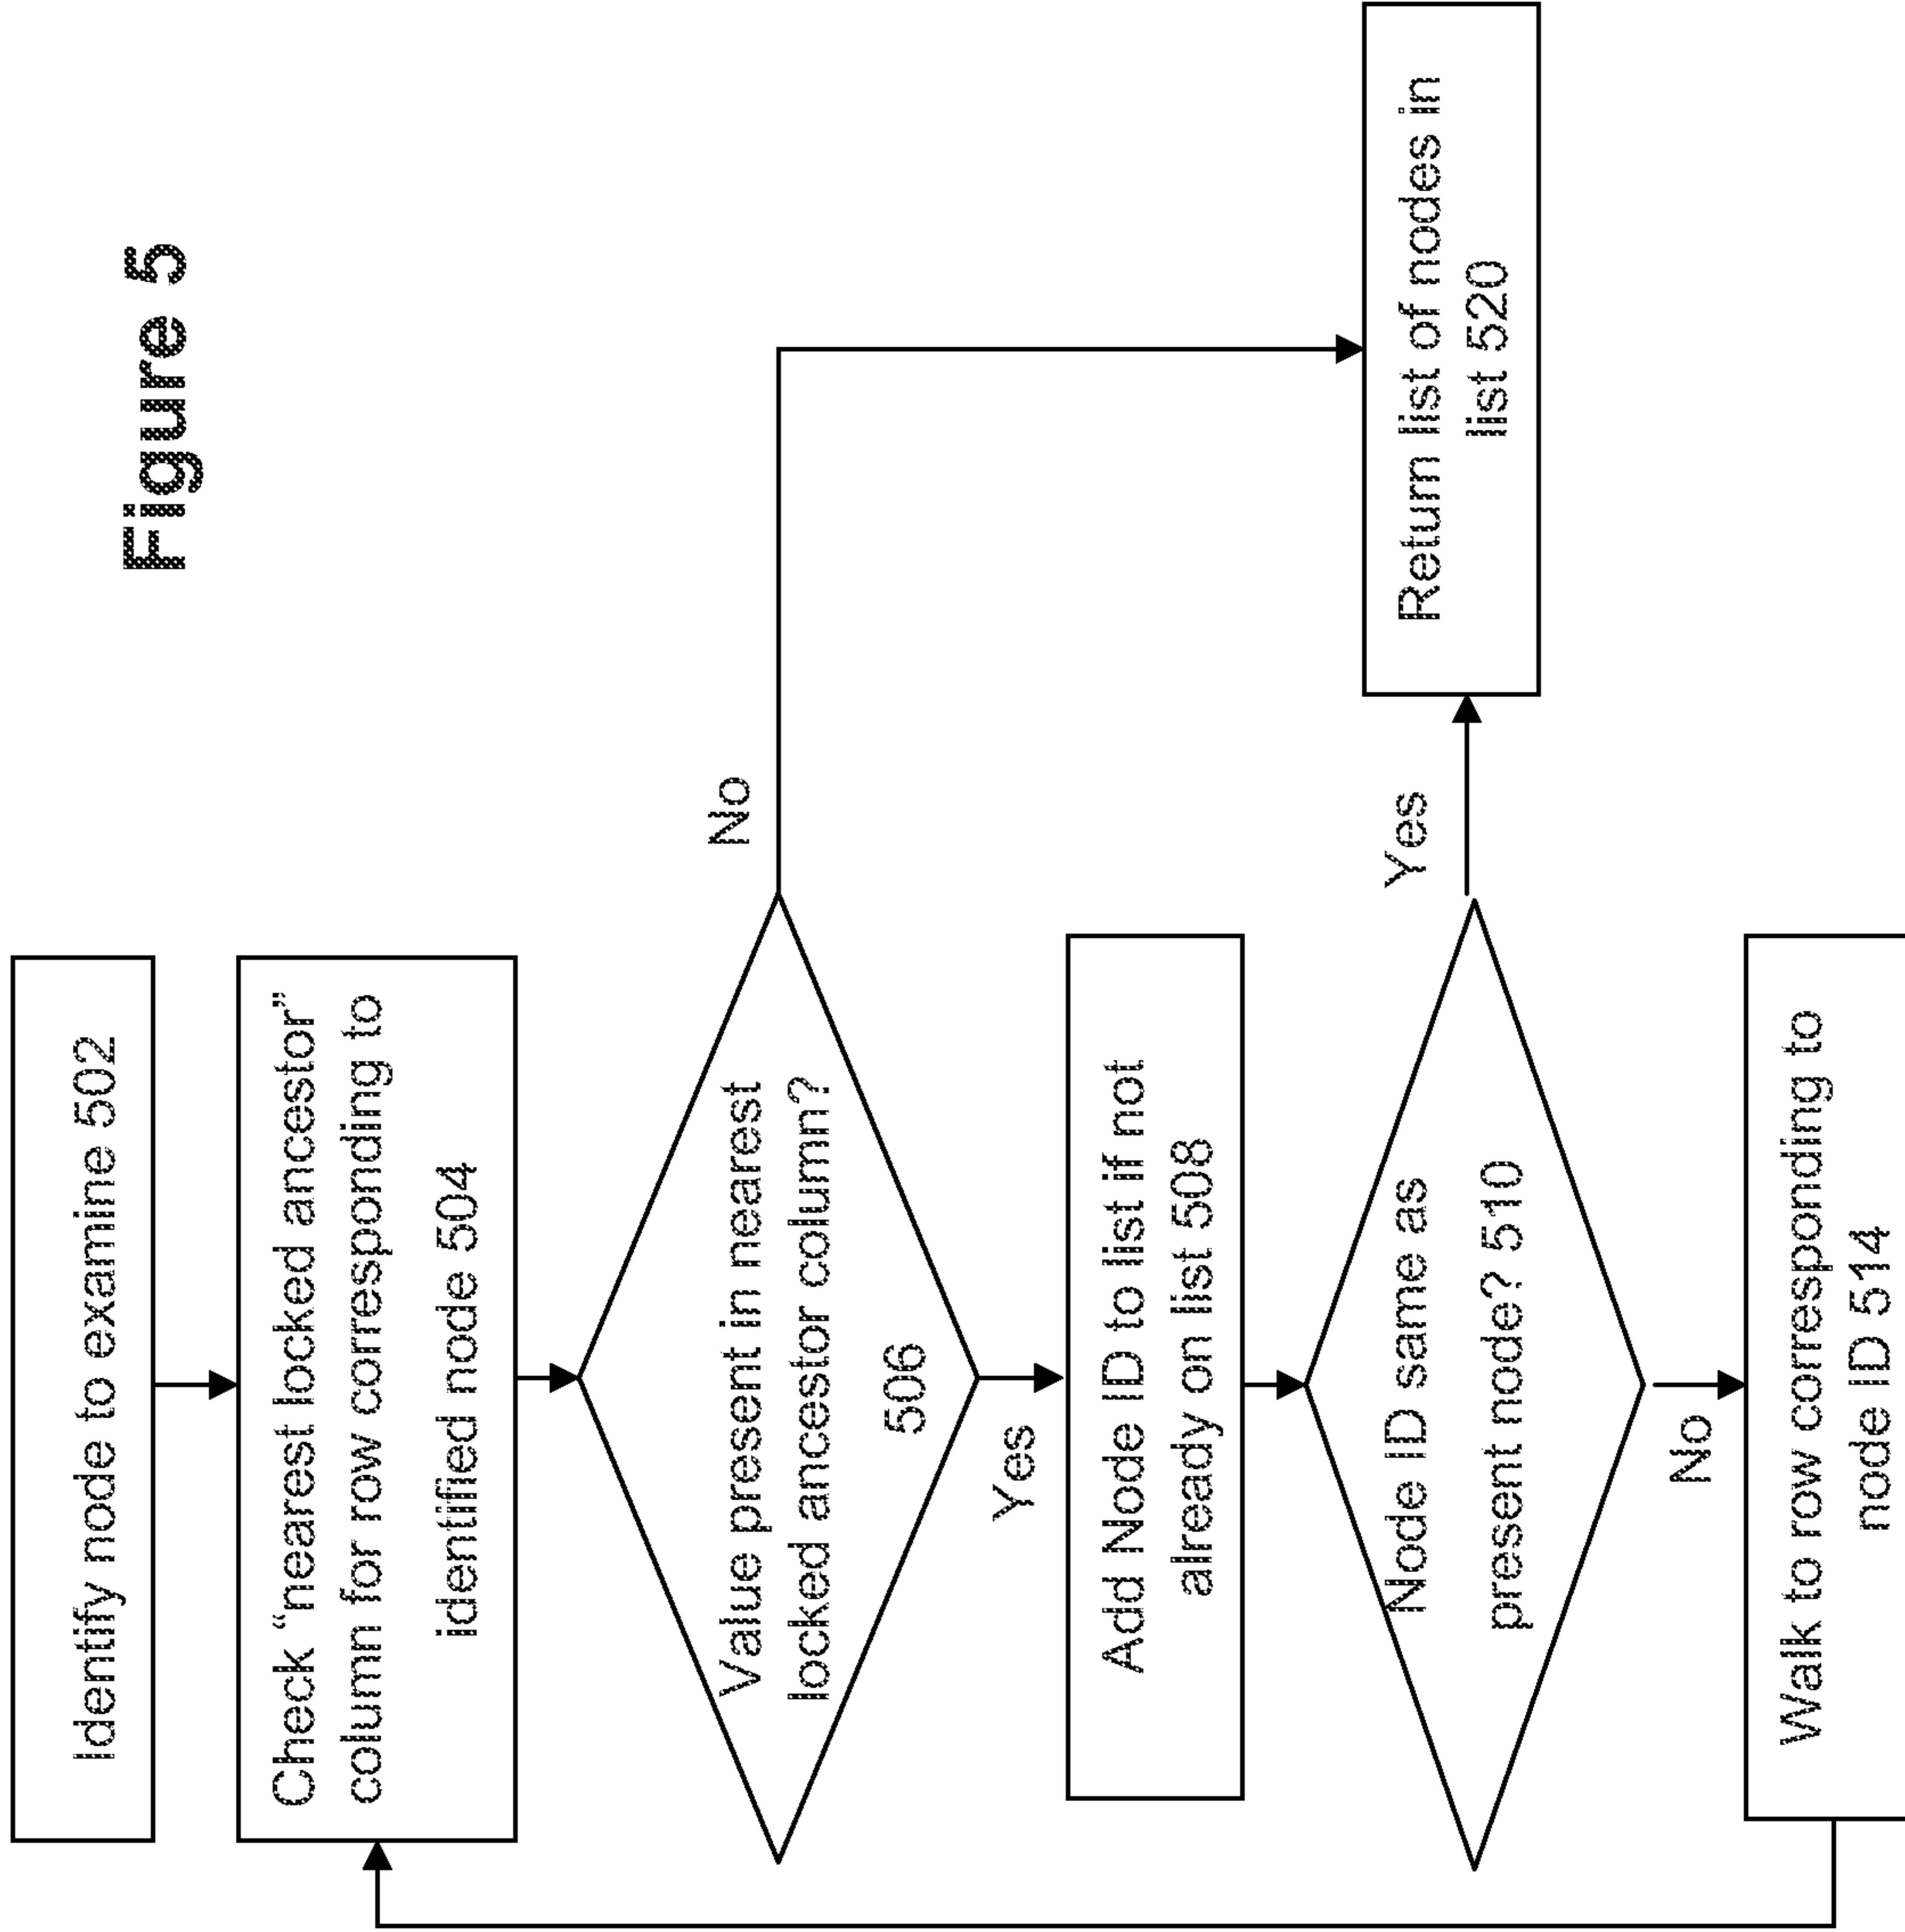 Figure 5
Identify node to examine 502
Check “nearest locked ancestor”
column for row corresponding to
identified node 504
Value present in nearest
locked ancestor column?
506
No
Yes
Add Node ID to list if not
already on list 508
Node ID same as
present node? 510
Yes
Return list of nodes in
list 520
No
Walk to row corresponding to
node ID 514